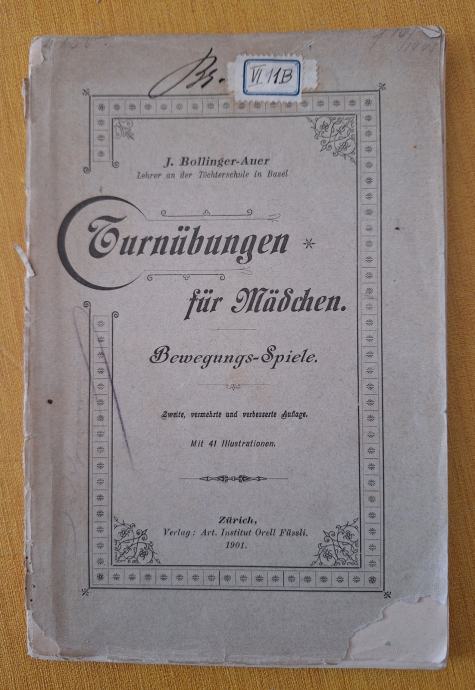 Br.
VI 11B
J. Bollinger-Auer
Lehrer an der Töchterschule in Basel
Turnübungen
für Mädchen.
Bewegungs-Spiele.
Zweite, vermehrte und verbesserte Auflage.
Mit 41 Illustrationen.
Zürich,
Verlag: Art. Institut Orell Füssli.
1901.